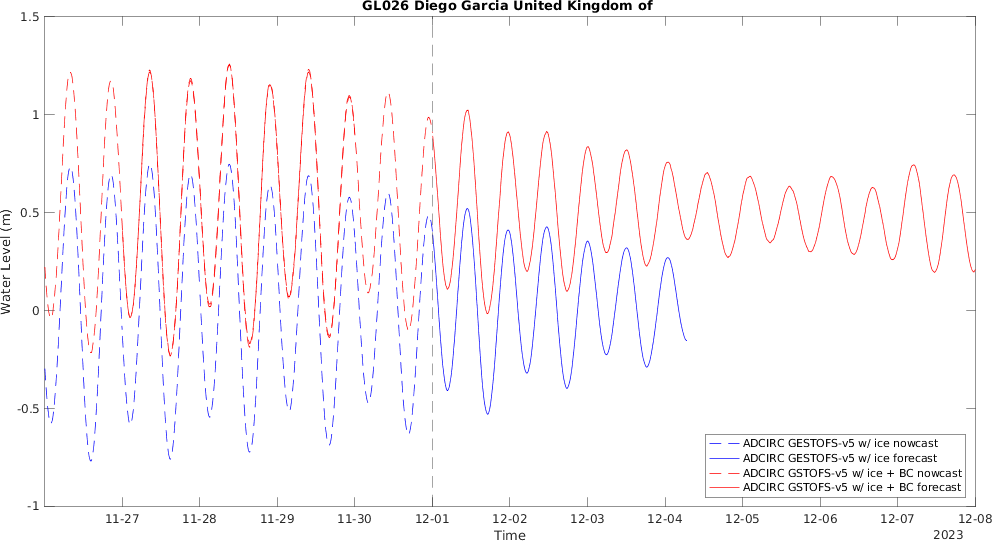 GL026 Diego Garcia United Kingdom of
1.5
1
0.5
0
-0.5
-1
Water Level (m)
11-27 11-28 11-29 11-30 12-01 12-02 12-03 12-04 12-05 12-06 12-07 12-08
Time
2023
ADCIRC GESTOFS-v5 w/ ice nowcast
ADCIRC GESTOFS-v5 w/ ice forecast
ADCIRC GSTOFS-v5 w/ ice + BC nowcast
ADCIRC GSTOFS-v5 w/ ice + BC forecast